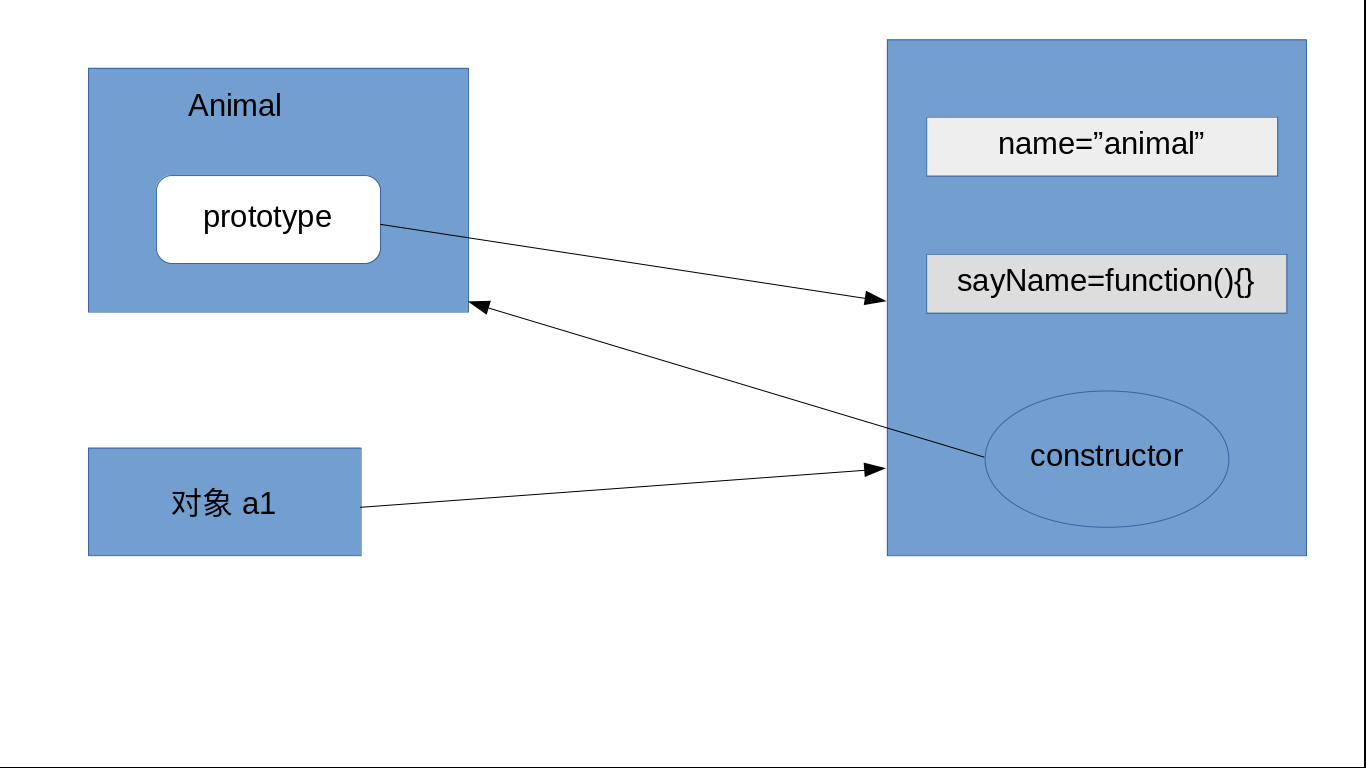 Animal
prototype
name=”animal”
sayName=function(){}
constructor
对象 a1